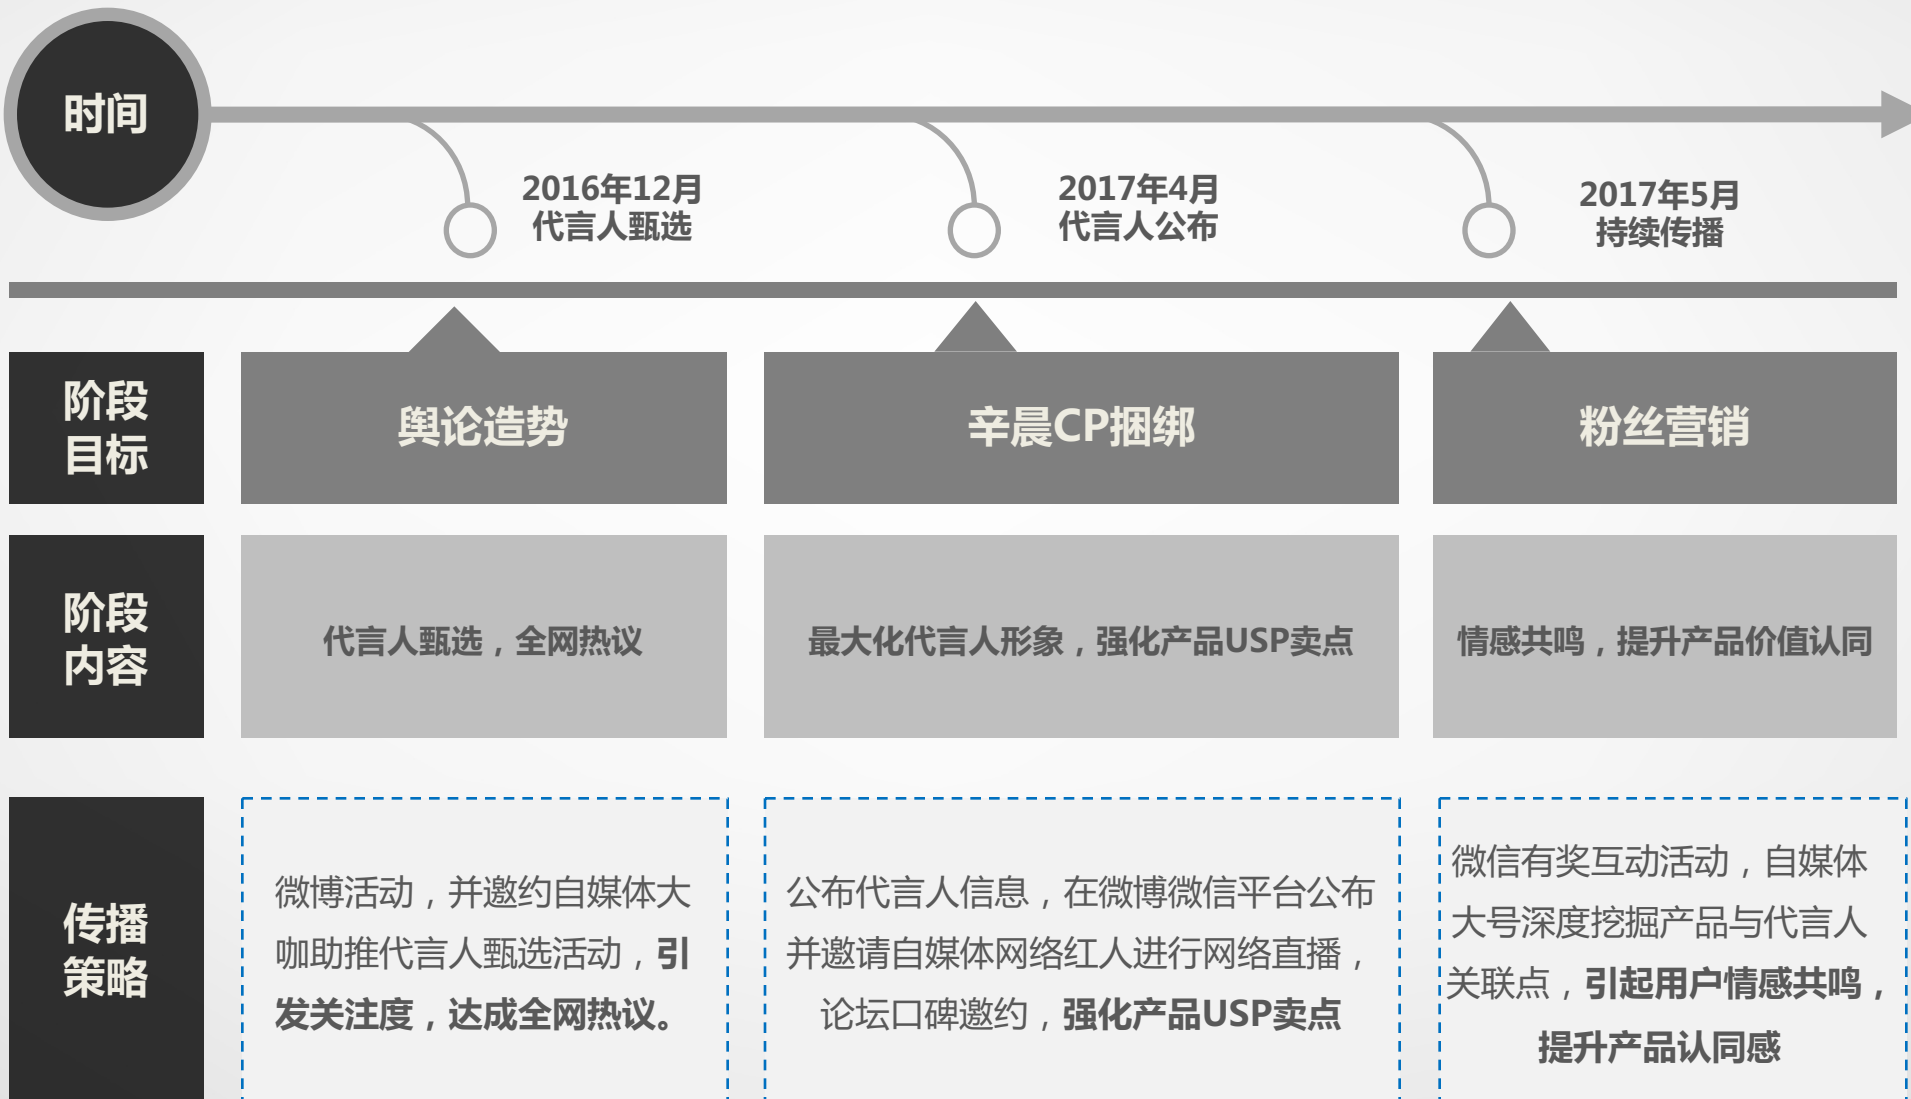 时间
2016年12月
代言人甄选
2017年4月
代言人公布
2017年5月
持续传播
阶段
目标
舆论造势
辛晨CP捆绑
粉丝营销
阶段
内容
代言人甄选，全网热议
最大化代言人形象，强化产品USP卖点
情感共鸣，提升产品价值认同
传播
策略
微博活动，并邀约自媒体大
咖助推代言人甄选活动，引
发关注度，达成全网热议。
公布代言人信息，在微博微信平台公布
并邀请自媒体网络红人进行网络直播，
论坛口碑邀约，强化产品USP卖点
微信有奖互动活动，自媒体
大号深度挖掘产品与代言人
关联点，引起用户情感共鸣，
提升产品认同感